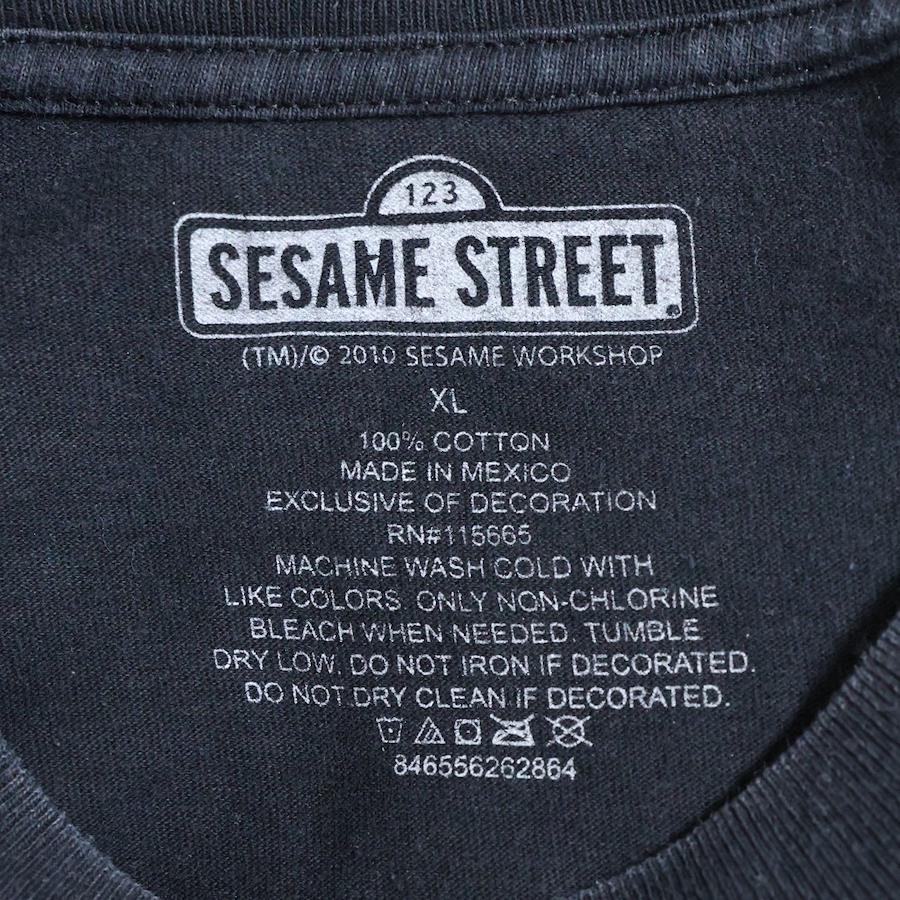 123
SESAME STREET®
(TM)/© 2010 SESAME WORKSHOP
XL
100% COTTON
MADE IN MEXICO
EXCLUSIVE OF DECORATION
RN#115665
MACHINE WASH COLD WITH
LIKE COLORS. ONLY NON-CHLORINE
BLEACH WHEN NEEDED. TUMBLE
DRY LOW. DO NOT IRON IF DECORATED.
DO NOT DRY CLEAN IF DECORATED.
846556262864